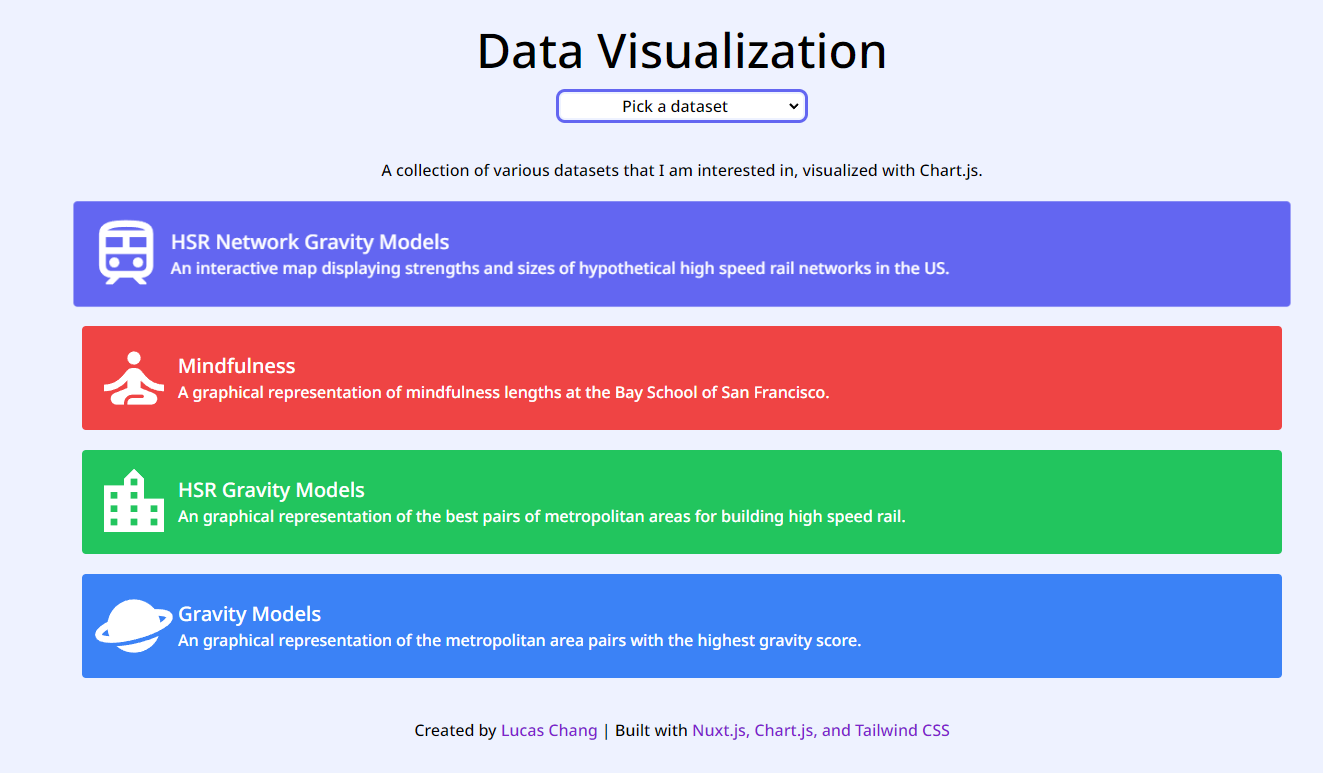 Data Visualization
Pick a dataset
A collection of various datasets that I am interested in, visualized with Chart.js.
HSR Network Gravity Models
An interactive map displaying strengths and sizes of hypothetical high speed rail networks in the US.
Mindfulness
A graphical representation of mindfulness lengths at the Bay School of San Francisco.
HSR Gravity Models
An graphical representation of the best pairs of metropolitan areas for building high speed rail.
Gravity Models
An graphical representation of the metropolitan area pairs with the highest gravity score.
Created by Lucas Chang | Built with Nuxt.js, Chart.js, and Tailwind CSS